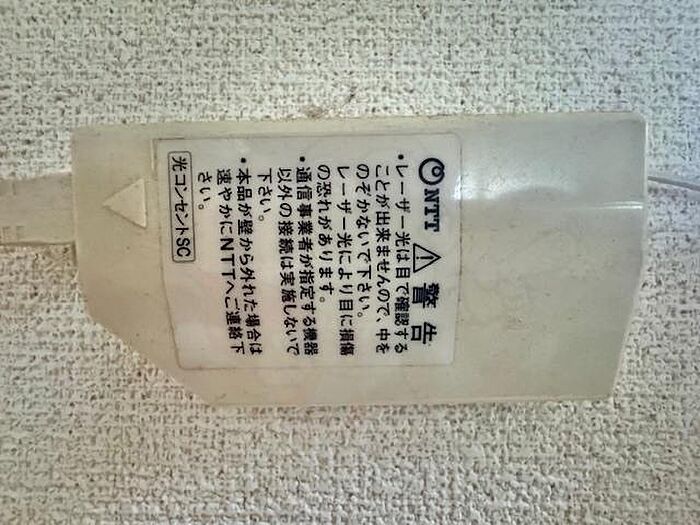 NTT
⚠警告
・レーザー光は目で確認する
ことが出来ませんので、中を
のぞかないで下さい。
レーザー光により目に損傷
の恐れがあります。
・通信事業者が指定する機器
以外の接続は実施しないで
下さい。
・本品が壁から外れた場合は
速やかにNTTへご連絡下
さい。
光コンセントSC